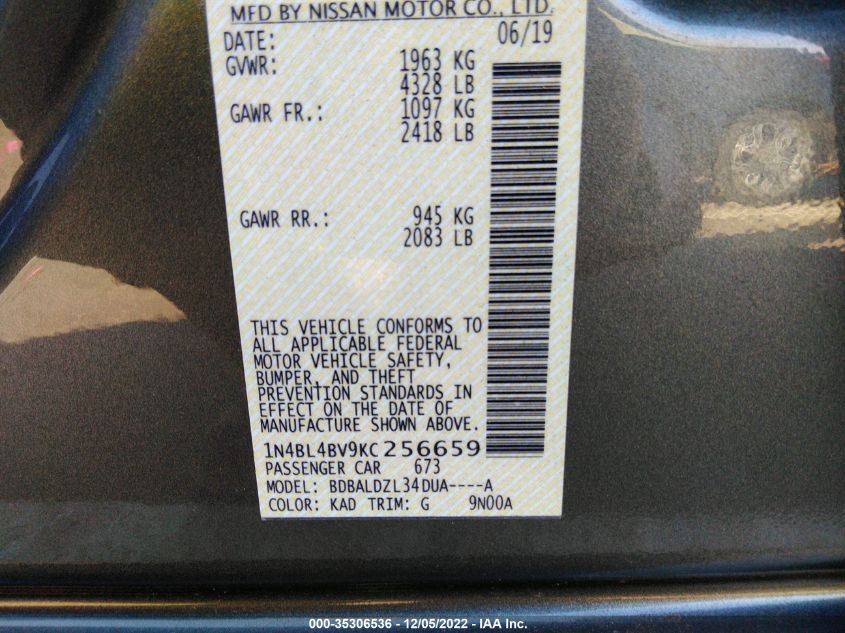 MFD BY NISSAN MOTOR CO., LTD.
DATE: 06/19
GVWR: 1963 KG
4328 LB
GAWR FR.: 1097 KG
2418 LB
GAWR RR.: 945 KG
2083 LB
THIS VEHICLE CONFORMS TO
ALL APPLICABLE FEDERAL
MOTOR VEHICLE SAFETY,
BUMPER, AND THEFT
PREVENTION STANDARDS IN
EFFECT ON THE DATE OF
MANUFACTURE SHOWN ABOVE.
1N4BL4BV9KC256659
PASSENGER CAR 673
MODEL: BDBALDZL34DUA----A
COLOR: KAD TRIM: G 9N00A
000-35306536 - 12/05/2022 - IAA Inc.